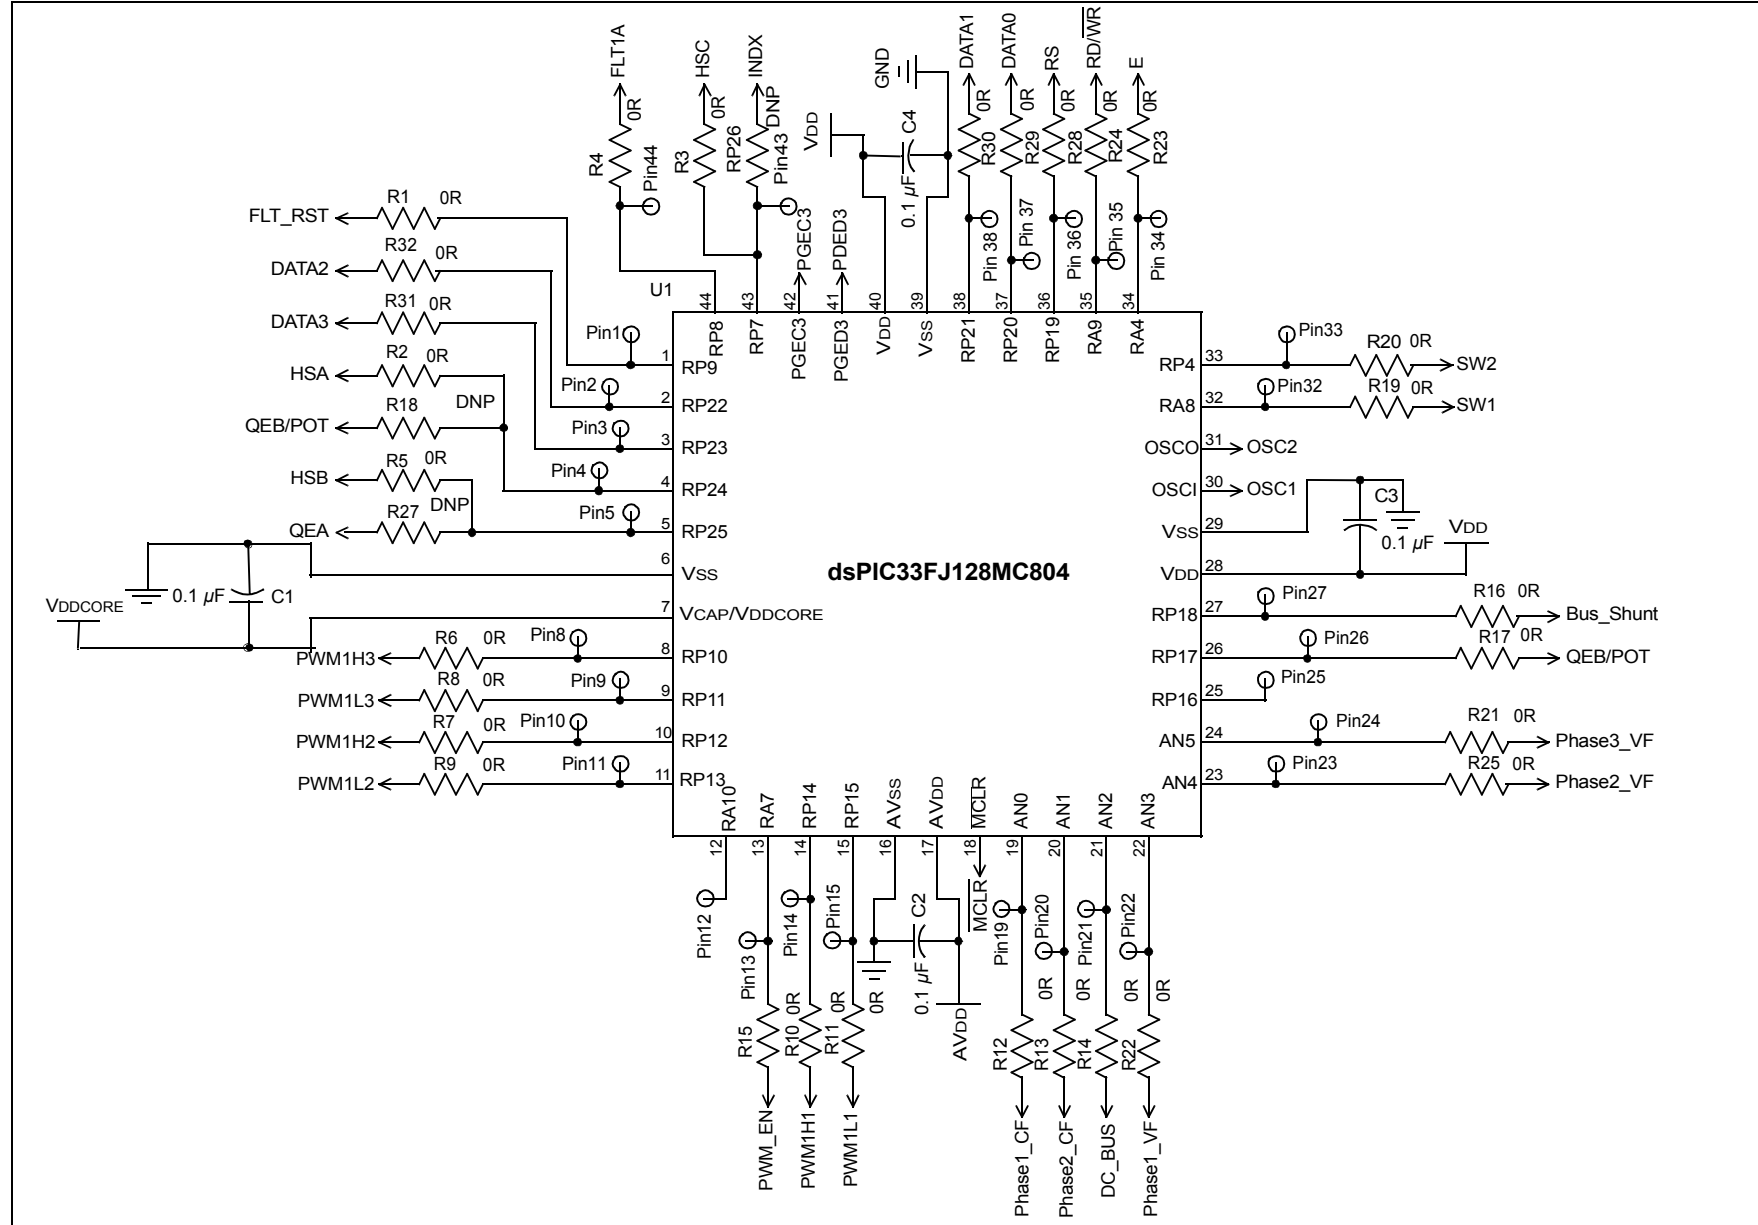 FLT1A
0R
R4
Pin44
HSC
0R
R3
INDX
DNP
RP26
Pin43
PGEC3
PDED3
VDD
GND
C4
0.1 µF
DATA1
0R
R30
Pin 38
DATA0
0R
R29
Pin 37
RS
0R
R28
Pin 36
RD/WR
0R
R24
Pin 35
E
0R
R23
Pin 34
FLT_RST
R1
0R
DATA2
R32
0R
DATA3
R31
0R
HSA
R2
0R
QEB/POT
R18
DNP
HSB
R5
0R
QEA
R27
DNP
Pin1
Pin2
Pin3
Pin4
Pin5
U1
44
43
42
41
40
39
38
37
36
35
34
RP8
RP7
PGEC3
PGED3
VDD
VSS
RP21
RP20
RP19
RA9
RA4
1
RP9
2
RP22
3
RP23
4
RP24
5
RP25
6
VSS
7
VCAP/VDDCORE
8
RP10
9
RP11
10
RP12
11
RP13
dsPIC33FJ128MC804
VDDCORE
0.1 µF
C1
PWM1H3
R6
0R
Pin8
PWM1L3
R8
0R
Pin9
PWM1H2
R7
0R
Pin10
PWM1L2
R9
0R
Pin11
RP4
33
Pin33
R20
0R
SW2
RA8
32
Pin32
R19
0R
SW1
OSCO
31
OSC2
OSCI
30
OSC1
VSS
29
C3
0.1 µF
VDD
VDD
28
RP18
27
Pin27
R16
0R
Bus_Shunt
RP17
26
Pin26
R17
0R
QEB/POT
RP16
25
Pin25
AN5
24
Pin24
R21
0R
Phase3_VF
AN4
23
Pin23
R25
0R
Phase2_VF
RA10
RA7
RP14
RP15
AVSS
AVDD
MCLR
AN0
AN1
AN2
AN3
12
13
14
15
16
17
18
19
20
21
22
Pin12
Pin13
R15
PWM_EN
Pin14
0R
R10
PWM1H1
Pin15
0R
R11
0R
PWM1L1
C2
0.1 µF
AVDD
MCLR
Pin19
R12
Phase1_CF
Pin20
0R
R13
Phase2_CF
Pin21
0R
R14
DC_BUS
Pin22
0R
R22
0R
Phase1_VF